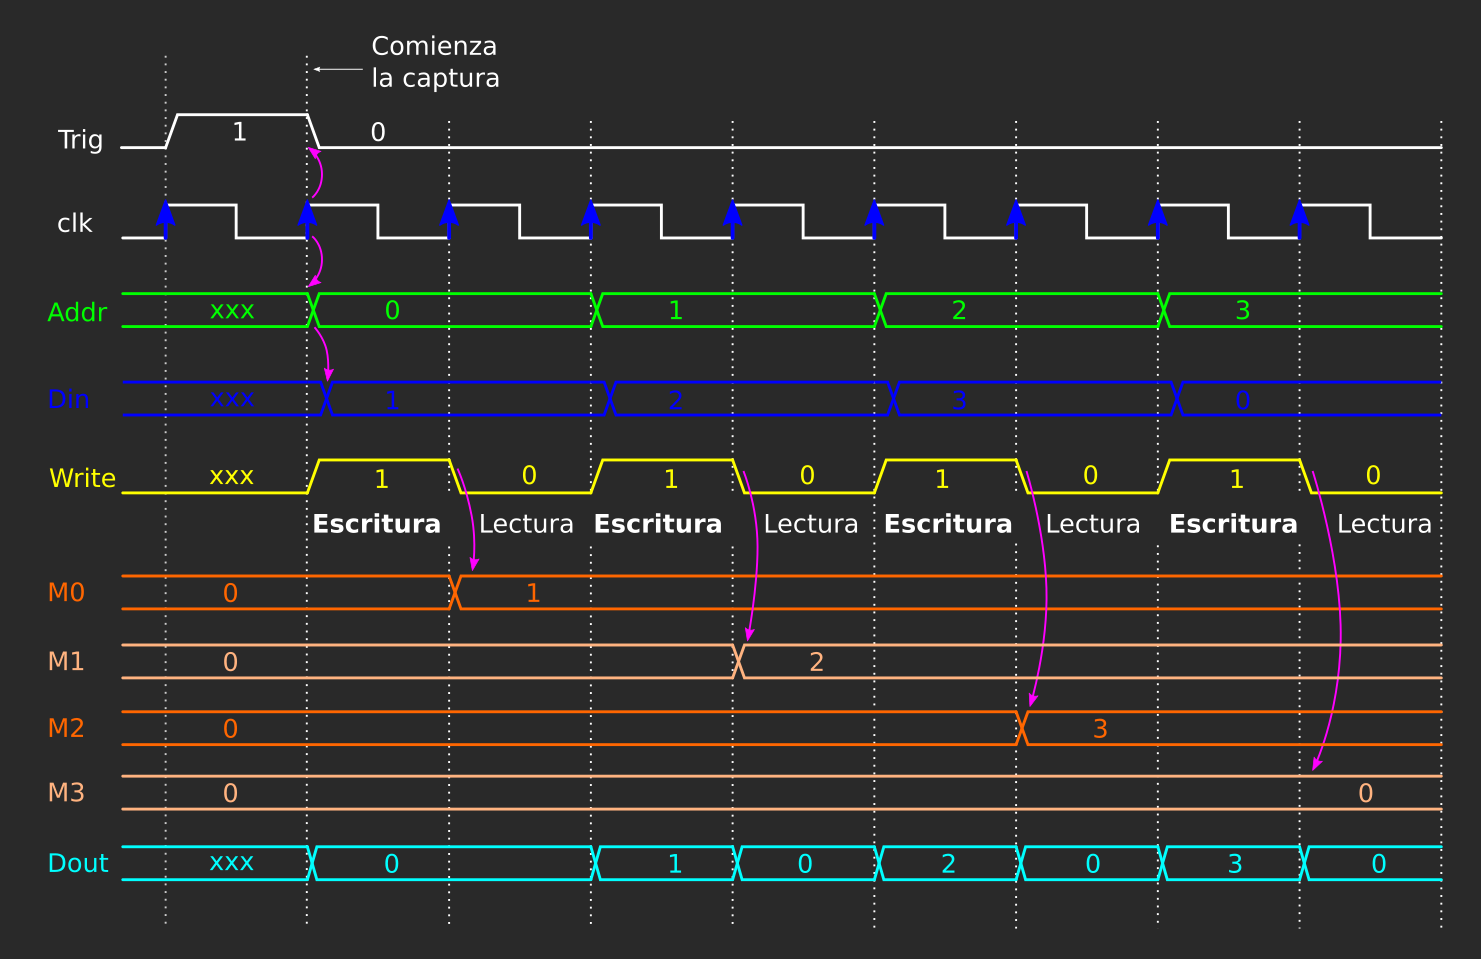 Comienza
la captura
Trig 1 0
clk
Addr xxx 0 1 2 3
Din xxx 1 2 3 0
Write xxx 1 0 1 0 1 0 1 0
Escritura Lectura Escritura Lectura Escritura Lectura Escritura Lectura
M0 0 1
M1 0 2
M2 0 3
M3 0 0
Dout xxx 0 1 0 2 0 3 0